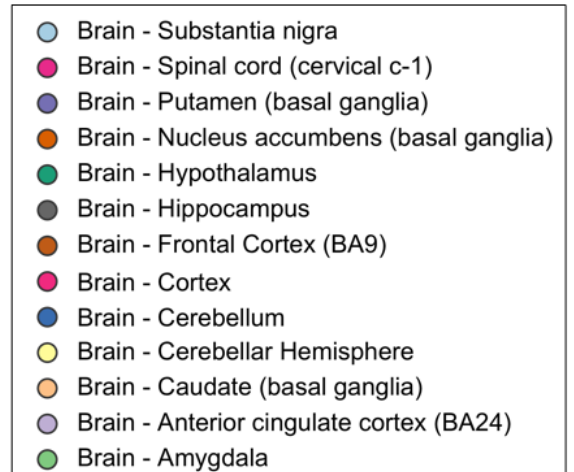 Brain - Substantia nigra
Brain - Spinal cord (cervical c-1)
Brain - Putamen (basal ganglia)
Brain - Nucleus accumbens (basal ganglia)
Brain - Hypothalamus
Brain - Hippocampus
Brain - Frontal Cortex (BA9)
Brain - Cortex
Brain - Cerebellum
Brain - Cerebellar Hemisphere
Brain - Caudate (basal ganglia)
Brain - Anterior cingulate cortex (BA24)
Brain - Amygdala